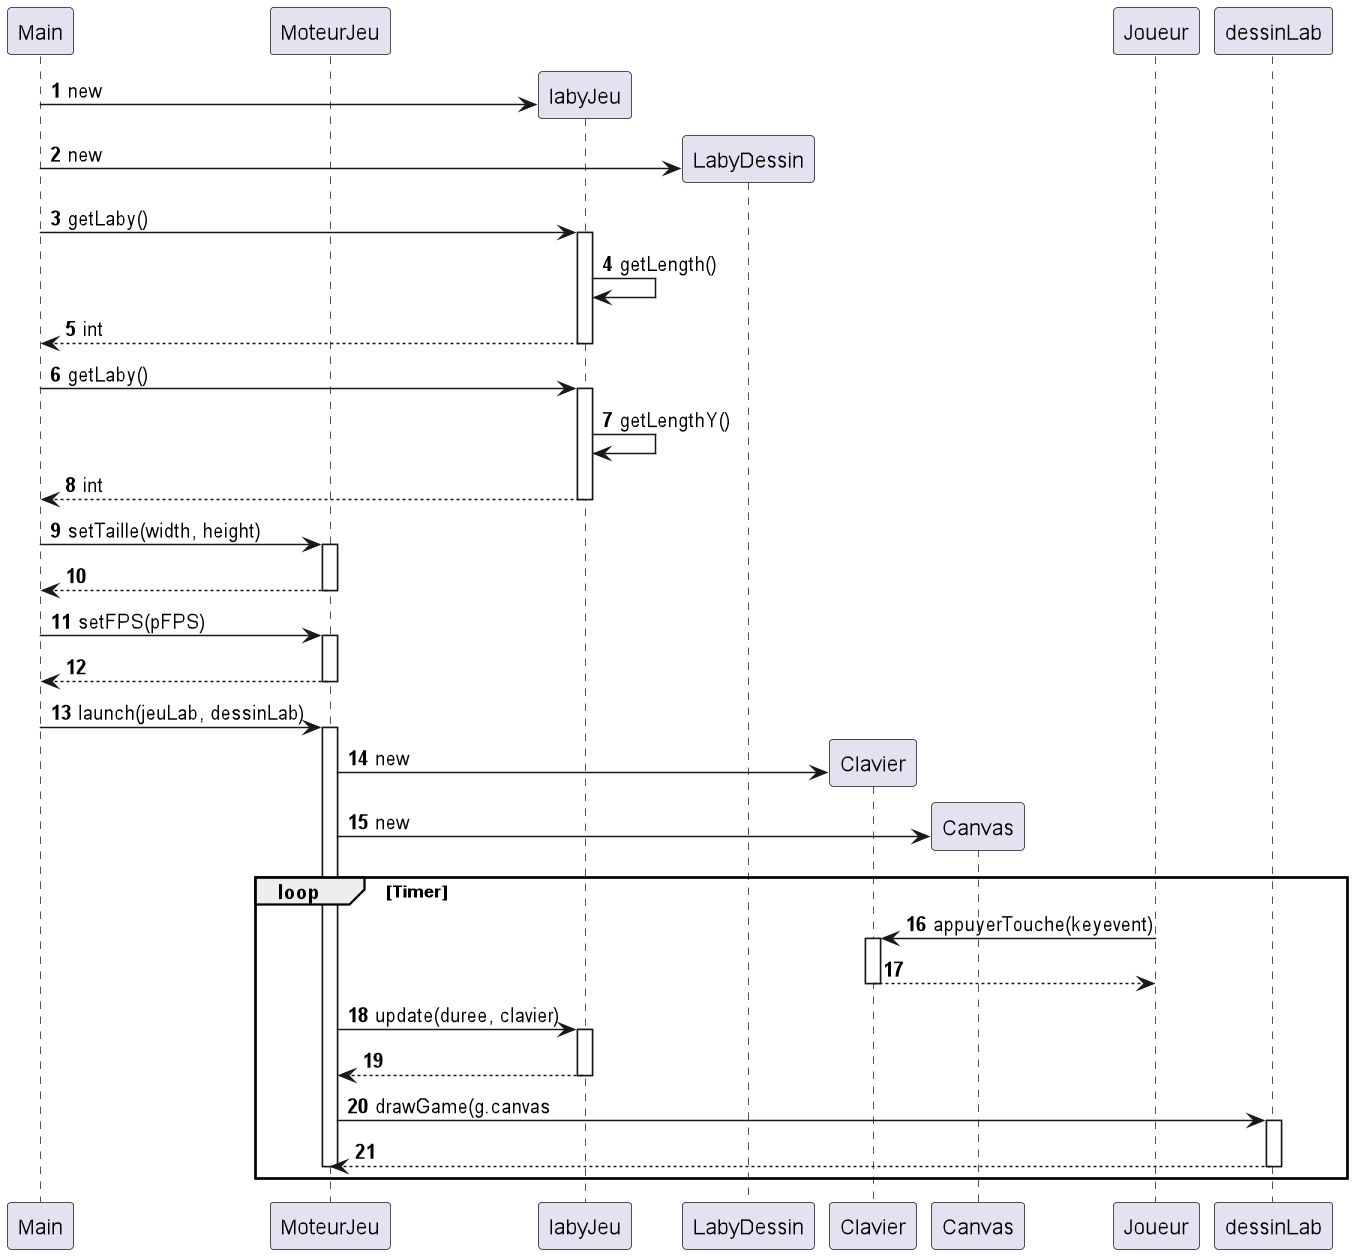 Main MoteurJeu Joueur dessinLab
1 new labyJeu
2 new LabyDessin
3 getLaby()
4 getLength()
5 int
6 getLaby()
7 getLengthY()
8 int
9 setTaille(width, height)
10
11 setFPS(pFPS)
12
13 launch(jeuLab, dessinLab)
14 new Clavier
15 new Canvas
loop [Timer]
16 appuyerTouche(keyevent)
17
18 update(duree, clavier)
19
20 drawGame(g.canvas
21
Main MoteurJeu labyJeu LabyDessin Clavier Canvas Joueur dessinLab